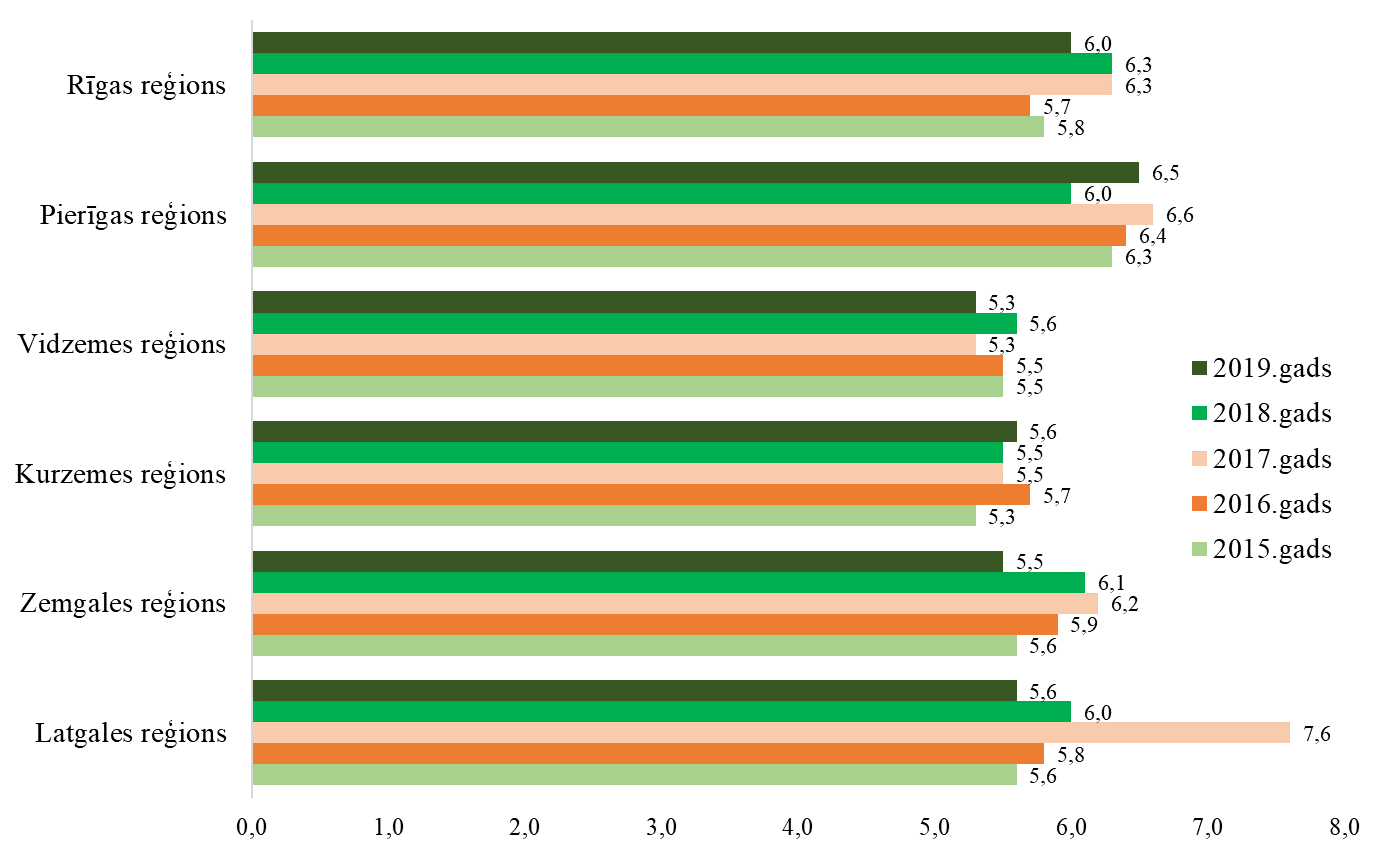 Rīgas reģions
6,0
6,3
6,3
5,7
5,8
Pierīgas reģions
6,5
6,0
6,6
6,4
6,3
Vidzemes reģions
5,3
5,6
5,3
5,5
5,5
Kurzemes reģions
5,6
5,5
5,5
5,7
5,3
Zemgales reģions
5,5
6,1
6,2
5,9
5,6
Latgales reģions
5,6
6,0
7,6
5,8
5,6
2019.gads
2018.gads
2017.gads
2016.gads
2015.gads
0,0 1,0 2,0 3,0 4,0 5,0 6,0 7,0 8,0